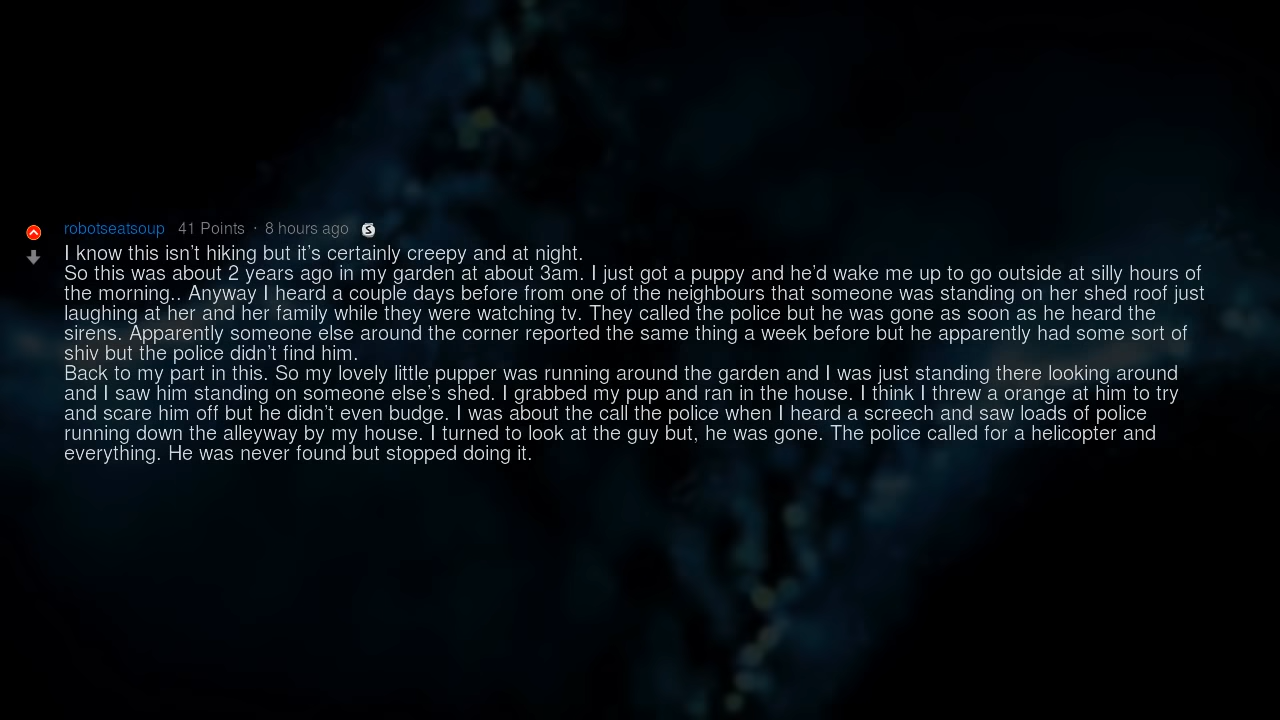 robotseatsoup 41 Points · 8 hours ago S
I know this isn't hiking but it's certainly creepy and at night.
So this was about 2 years ago in my garden at about 3am. I just got a puppy and he'd wake me up to go outside at silly hours of
the morning.. Anyway I heard a couple days before from one of the neighbours that someone was standing on her shed roof just
laughing at her and her family while they were watching tv. They called the police but he was gone as soon as he heard the
sirens. Apparently someone else around the corner reported the same thing a week before but he apparently had some sort of
shiv but the police didn't find him.
Back to my part in this. So my lovely little pupper was running around the garden and I was just standing there looking around
and I saw him standing on someone else's shed. I grabbed my pup and ran in the house. I think I threw a orange at him to try
and scare him off but he didn't even budge. I was about the call the police when I heard a screech and saw loads of police
running down the alleyway by my house. I turned to look at the guy but, he was gone. The police called for a helicopter and
everything. He was never found but stopped doing it.